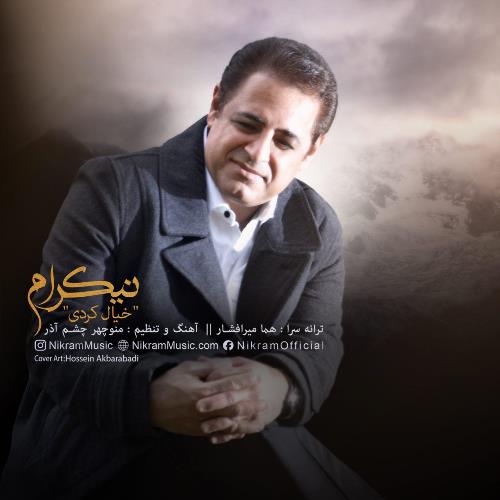 نیکرام
"خیال کردی"
ترانه سرا : هما میرافشار || آهنگ و تنظیم : منوچهر چشم آذر
NikramMusic NikramMusic.com NikramOfficial
Cover Art:Hossein Akbarabadi